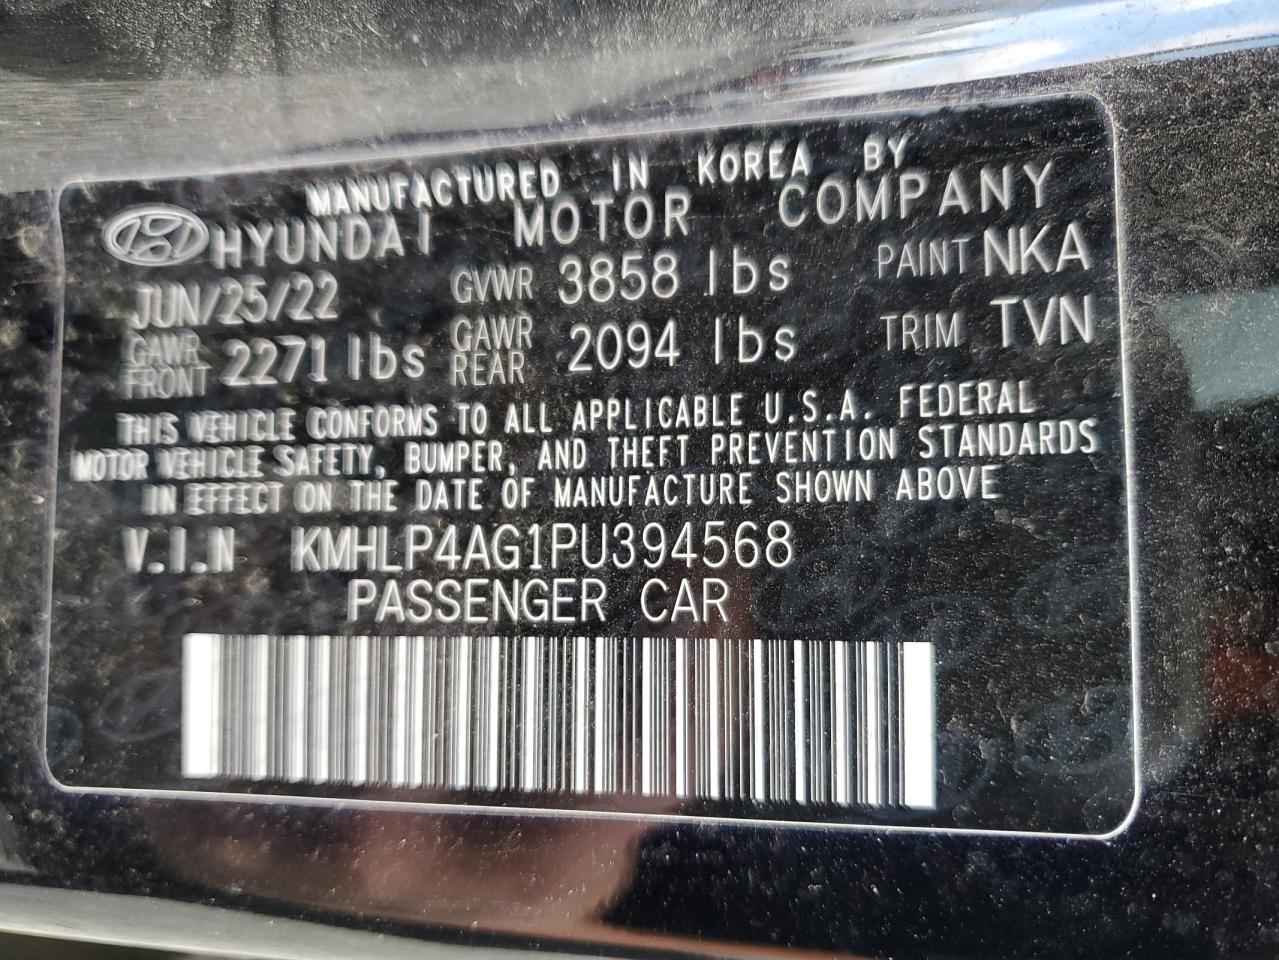 MANUFACTURED IN KOREA BY
HYUNDAI MOTOR COMPANY
JUN/25/22 GVWR 3858 lbs PAINT NKA
GAWR FRONT 2271 lbs GAWR REAR 2094 lbs TRIM TVN
THIS VEHICLE CONFORMS TO ALL APPLICABLE U.S.A. FEDERAL
MOTOR VEHICLE SAFETY, BUMPER, AND THEFT PREVENTION STANDARDS
IN EFFECT ON THE DATE OF MANUFACTURE SHOWN ABOVE
V.I.N KMHLP4AG1PU394568
PASSENGER CAR